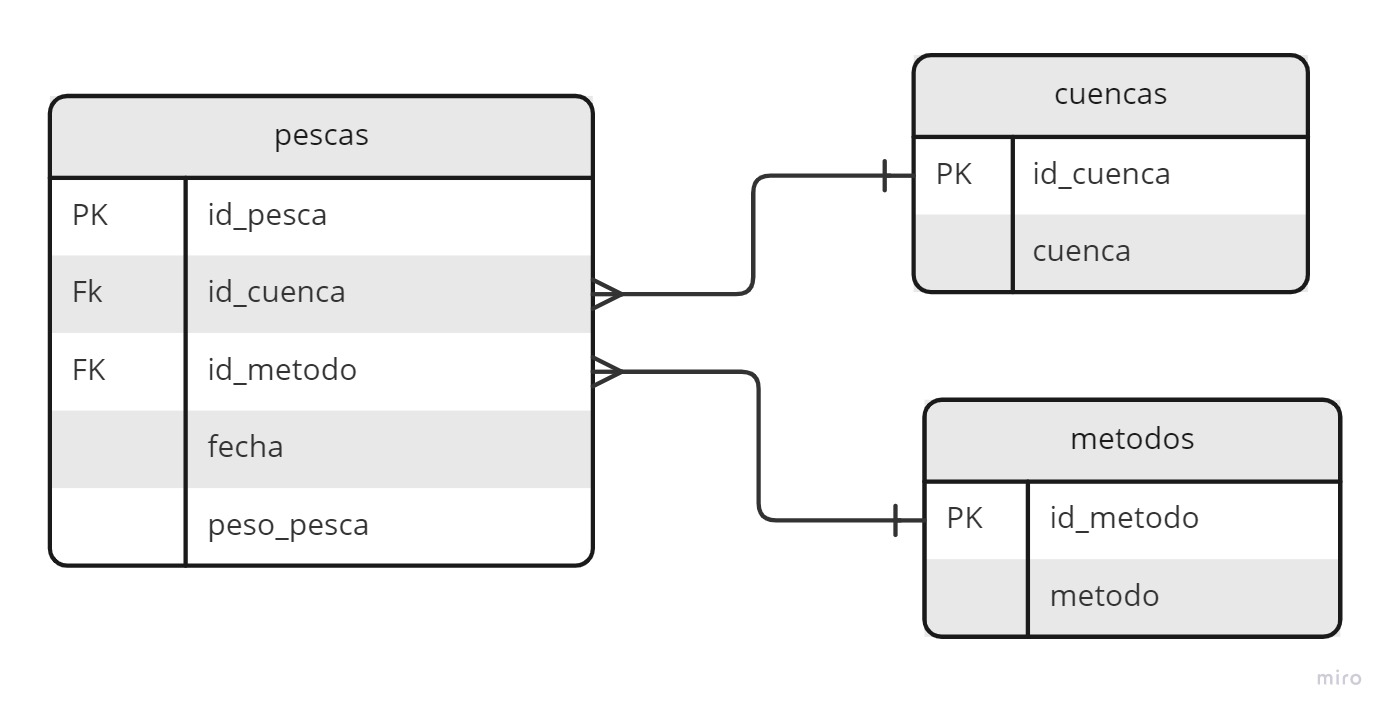 pescas
PK id_pesca
Fk id_cuenca
FK id_metodo
fecha
peso_pesca
cuencas
PK id_cuenca
cuenca
metodos
PK id_metodo
metodo
miro